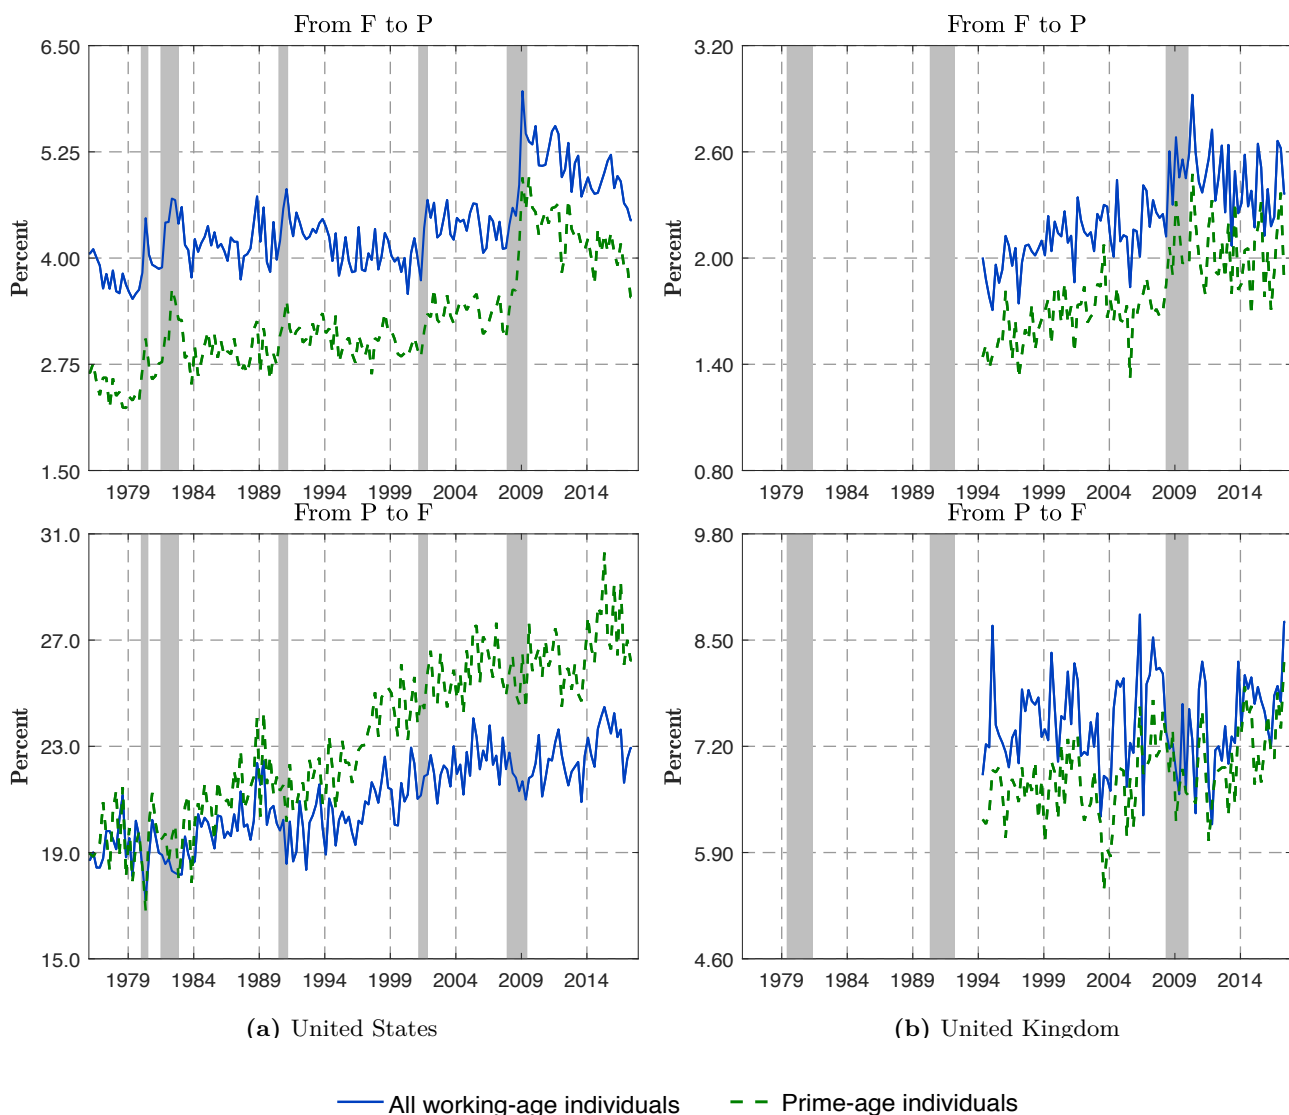 From F to P
6.50
5.25
4.00
2.75
1.50
Percent
1979 1984 1989 1994 1999 2004 2009 2014
From F to P
3.20
2.60
2.00
1.40
0.80
Percent
1979 1984 1989 1994 1999 2004 2009 2014
From P to F
31.0
27.0
23.0
19.0
15.0
Percent
1979 1984 1989 1994 1999 2004 2009 2014
From P to F
9.80
8.50
7.20
5.90
4.60
Percent
1979 1984 1989 1994 1999 2004 2009 2014
(a) United States
(b) United Kingdom
All working-age individuals
Prime-age individuals